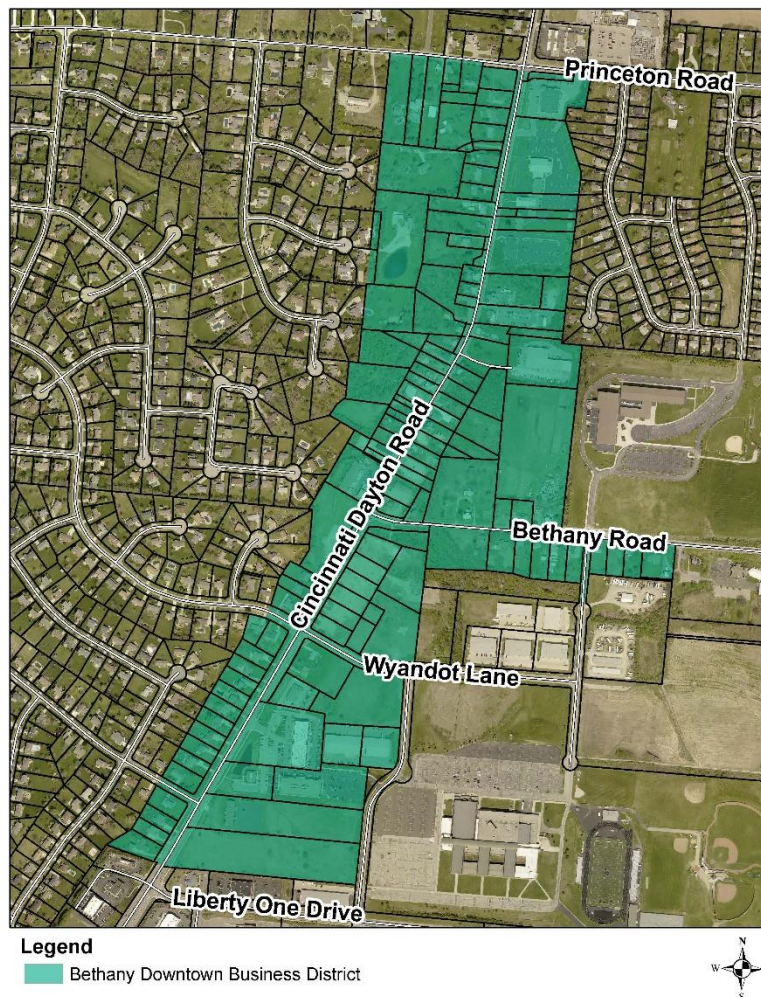 Princeton Road
Cincinnati Dayton Road
Bethany Road
Wyandot Lane
Liberty One Drive
Legend
Bethany Downtown Business District
N
W
E